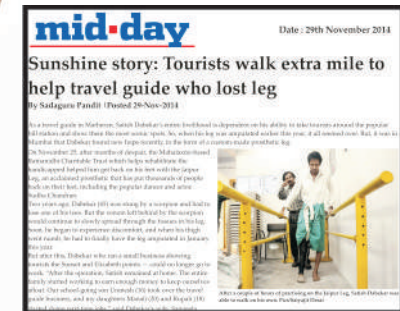 mid-day
Date : 29th November 2014
Sunshine story: Tourists walk extra mile to
help travel guide who lost leg
By Sadaguru Pandit |Posted 29-Nov-2014
As a travel guide in Matheran, Satish Dabekar's entire livelihood is dependent on his ability to take tourists around the popular
hill-station and show them the most scenic spots. So, when his leg was amputated earlier this year, it all seemed over. But, it was in
Mumbai that Dabekar found new hope recently, in the form of a custom-made prosthetic leg
On November 25, after months of despair, the Mahalaxmi-based
Ratnanidhi Charitable Trust which helps rehabilitate the
handicapped helped him get back on his feet with the Jaipur
Leg, an acclaimed prosthetic that has put thousands of people
back on their feet, including the popular dancer and actor
Sudha Chandran
Two years ago, Dabekar (45) was stung by a scorpion and had to
lose one of his toes. But the venom left behind by the scorpion
would continue to slowly spread through the tissues in his leg.
Soon, he began to experience discomfort, and when his thigh
went numb, he had to finally have the leg amputated in January
this year
But after this, Dabekar who ran a small business showing
tourists the Sunset and Elizabeth points — could no longer go to
work. "After the operation, Satish remained at home. The entire
family started working to earn enough money to keep ourselves
afloat. Our school-going son (16) took over the travel
guide business, and my daughters (20) and (18)
After a couple of hours of practising on the Jaipur Leg, Satish Dabekar was
able to walk on his own.